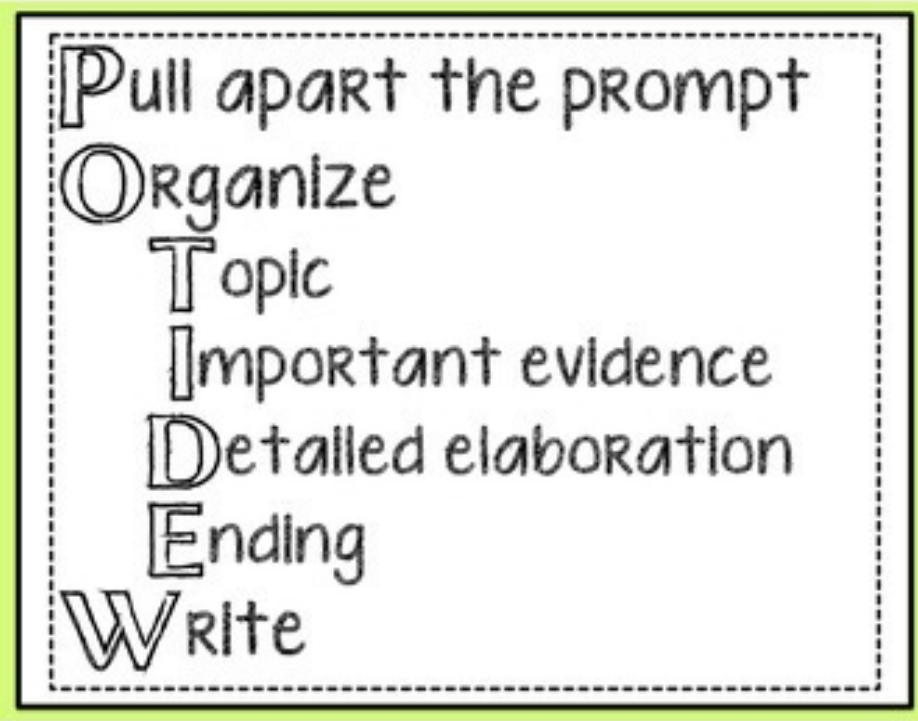 Pull apart the prompt
Organize
Topic
Important evidence
Detailed elaboration
Ending
Write